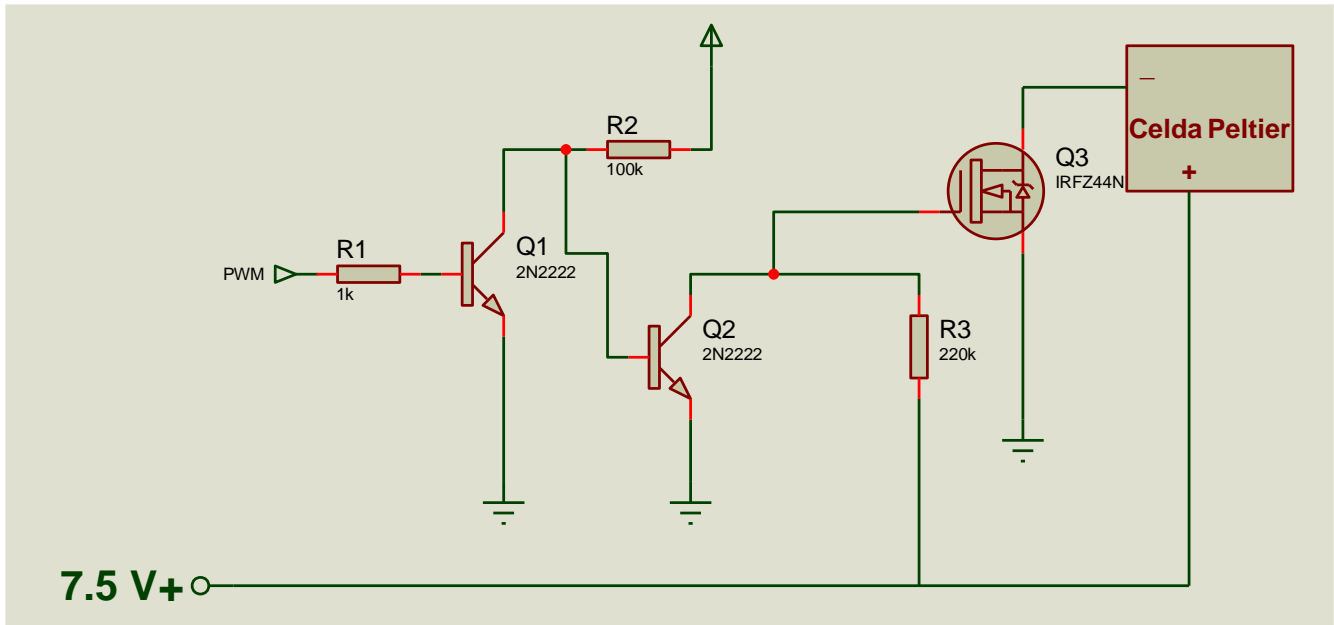 R2
100k
−
Celda Peltier
+
Q3
IRFZ44N
R1
1k
PWM
Q1
2N2222
Q2
2N2222
R3
220k
7.5 V+